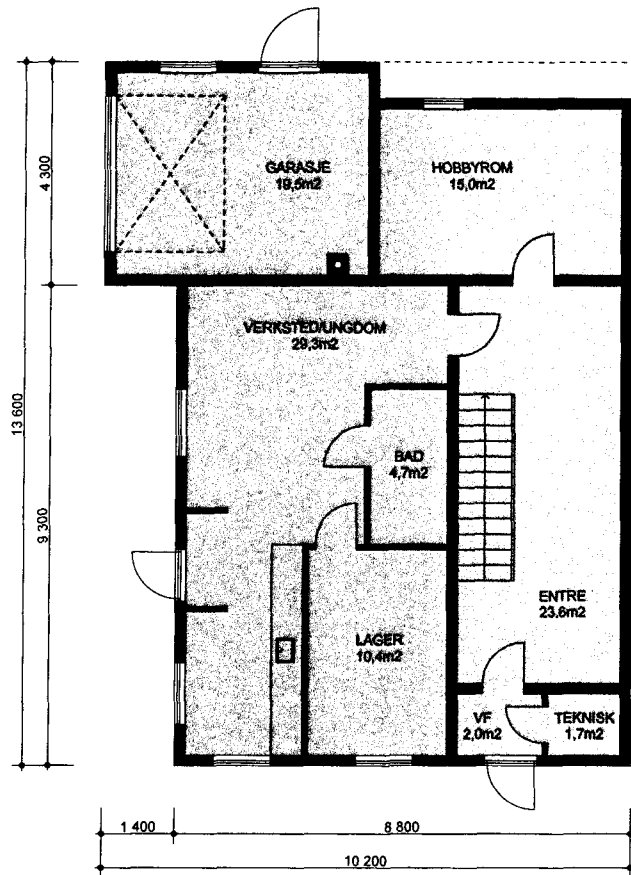 GARASJE
19,5m2
HOBBYROM
15,0m2
4 300
VERKSTED/UNGDOM
29,3m2
13 600
BAD
4,7m2
9 300
ENTRE
23,6m2
LAGER
10,4m2
VF
2,0m2
TEKNISK
1,7m2
1 400
8 800
10 200